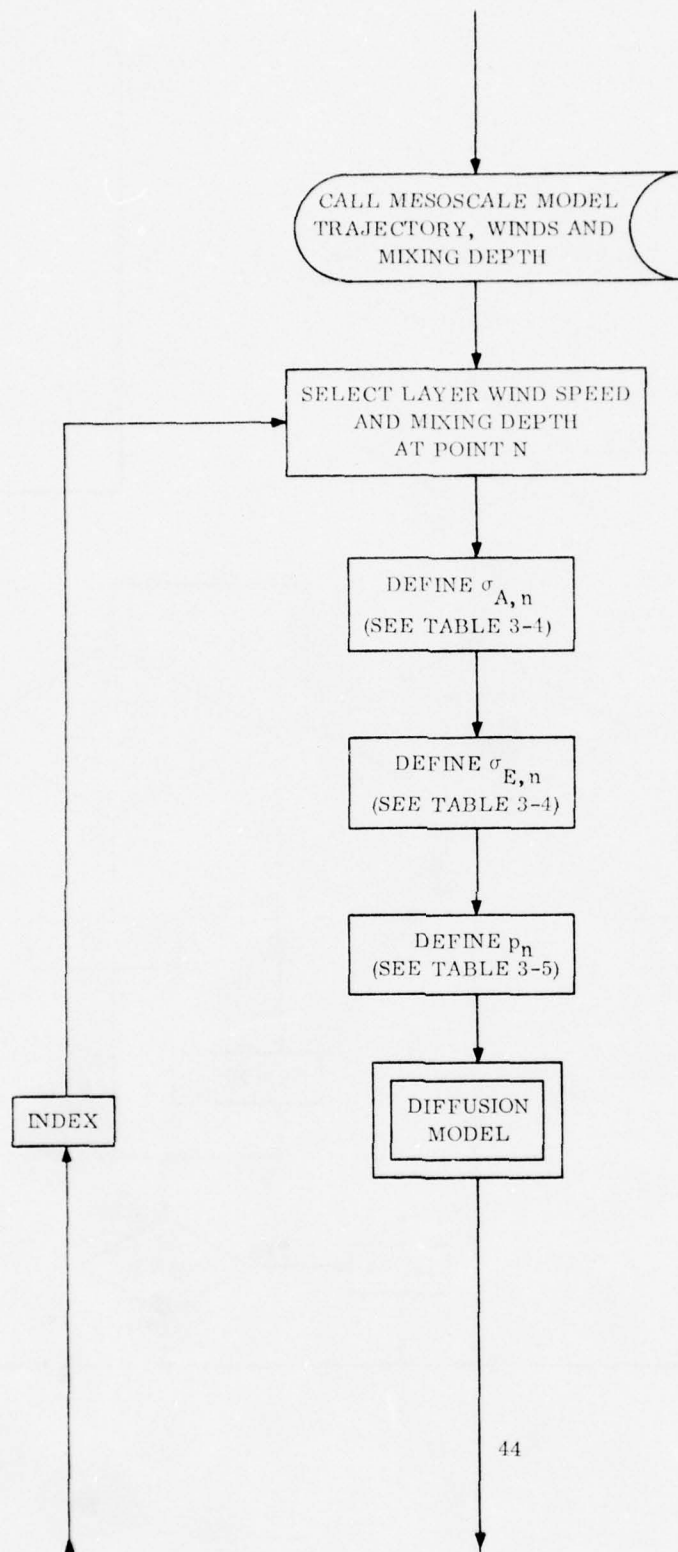 CALL MESOSCALE MODEL
TRAJECTORY, WINDS AND
MIXING DEPTH
SELECT LAYER WIND SPEED
AND MIXING DEPTH
AT POINT N
DEFINE σA,n
(SEE TABLE 3-4)
DEFINE σE,n
(SEE TABLE 3-4)
DEFINE pn
(SEE TABLE 3-5)
INDEX
DIFFUSION
MODEL
44